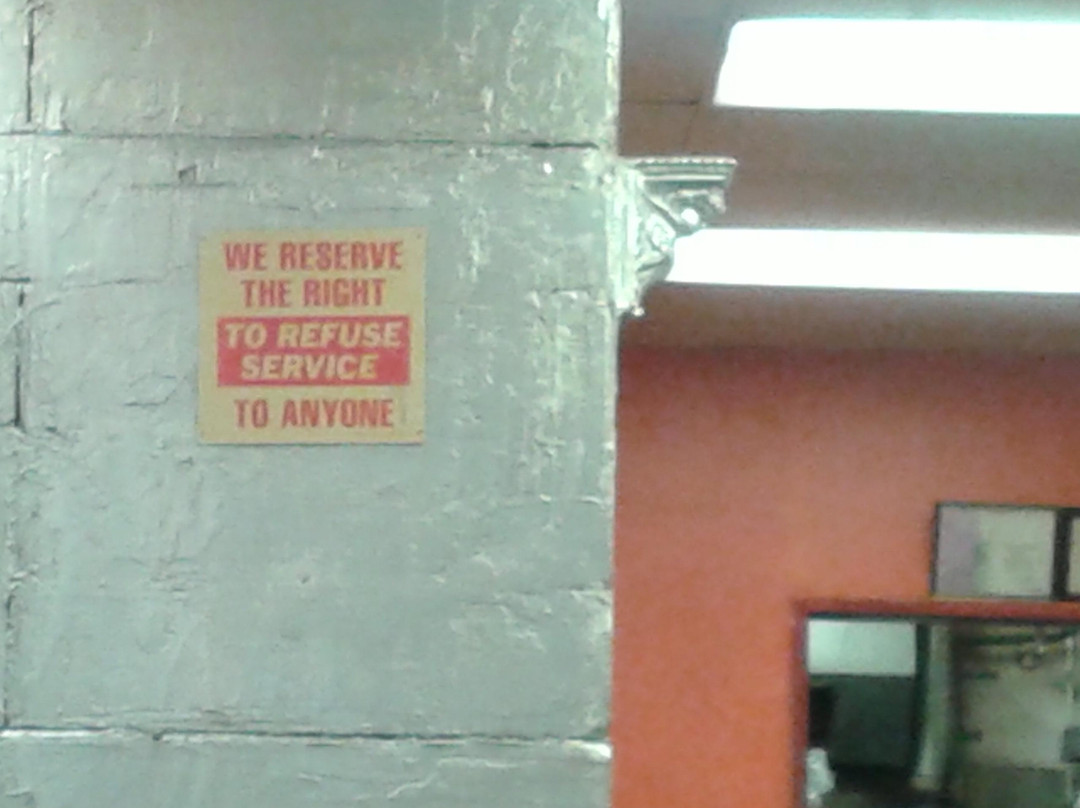 WE RESERVE
THE RIGHT
TO REFUSE
SERVICE
TO ANYONE